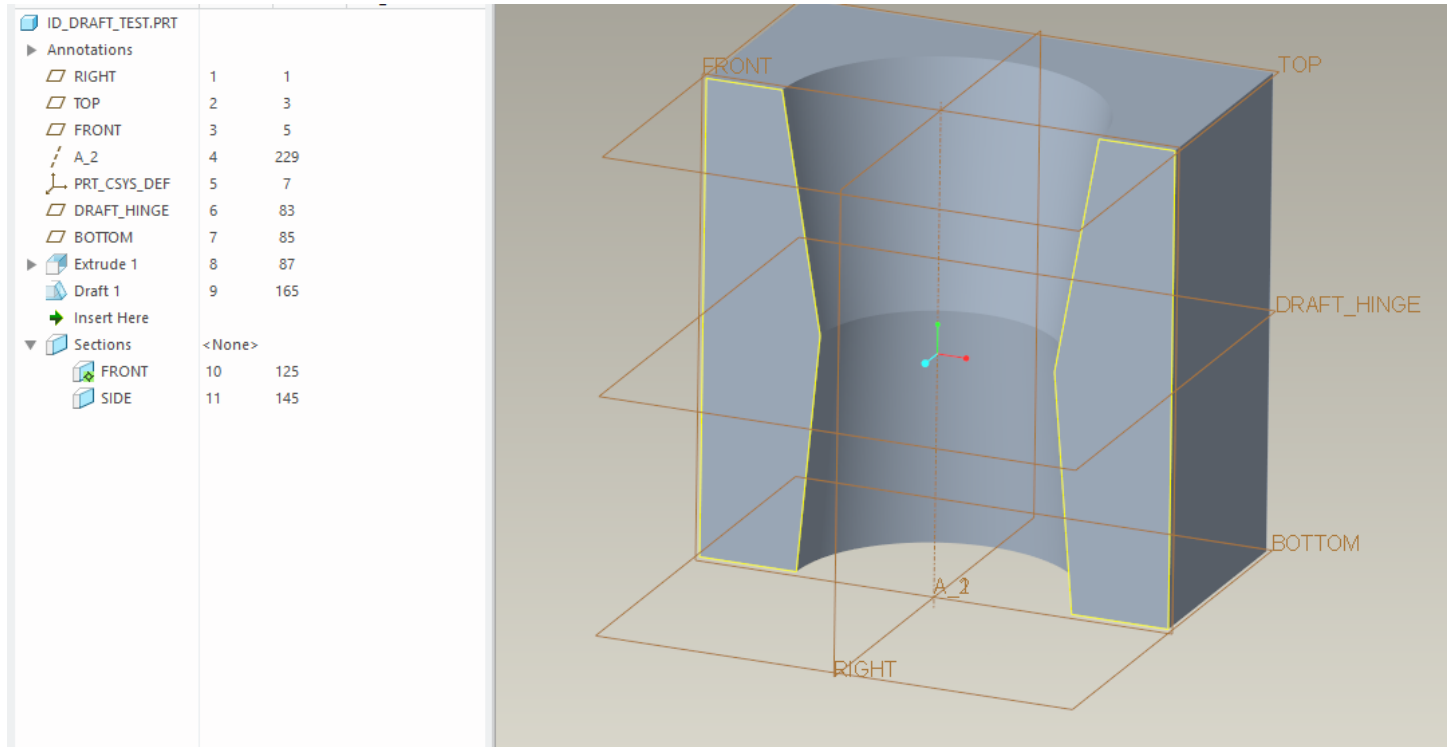 ID_DRAFT_TEST.PRT
Annotations
RIGHT 1 1
TOP 2 3
FRONT 3 5
A_2 4 229
PRT_CSYS_DEF 5 7
DRAFT_HINGE 6 83
BOTTOM 7 85
Extrude 1 8 87
Draft 1 9 165
Insert Here
Sections <None>
FRONT 10 125
SIDE 11 145
FRONT
TOP
DRAFT_HINGE
BOTTOM
RIGHT